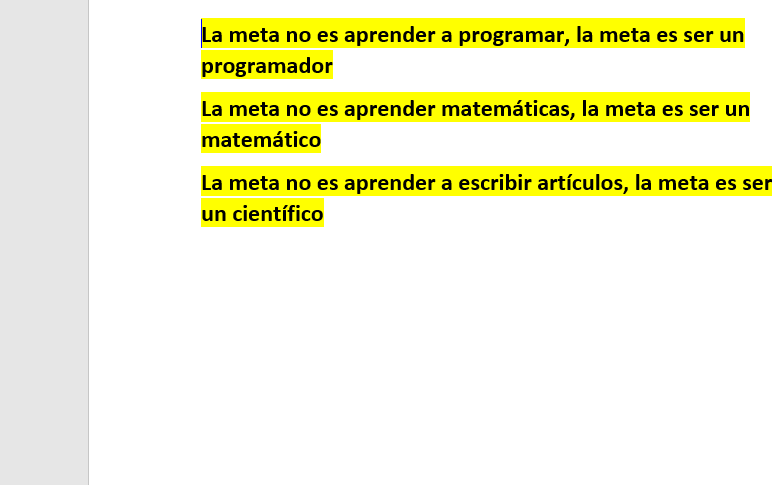 La meta no es aprender a programar, la meta es ser un
programador
La meta no es aprender matemáticas, la meta es ser un
matemático
La meta no es aprender a escribir artículos, la meta es ser
un científico